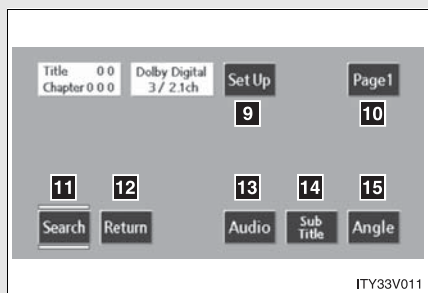 Title 0 0
Chapter 0 0 0
Dolby Digital
3 / 2.1ch
Set Up
Page1
9
10
11
12
13
14
15
Search
Return
Audio
Sub
Title
Angle
ITY33V011